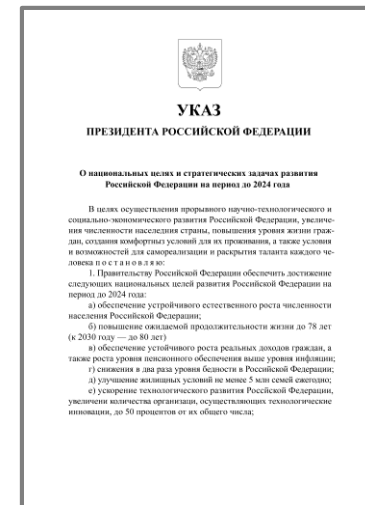 УКАЗ
ПРЕЗИДЕНТА РОССИЙСКОЙ ФЕДЕРАЦИИ
О национальных целях и стратегических задачах развития
Российской Федерации на период до 2024 года
В целях осуществления прорывного научно-технологического и
социально-экономического развития Российской Федерации, увеличе-
ния численности населедния страны, повышения уровня жизни граж-
дан, создания комфортныз условий для их проживания, а также условия
и возможностей для самореализации и раскрытия таланта каждого че-
ловека п о с т а н о в л я ю:
1. Правительству Российской Федерации обеспечить достижение
следующих национальных целей развития Российской Федерации на
период до 2024 года:
а) обеспечение устойчивого естественного роста численности
населения Российской Федерации;
б) повышение ожидаемой продолжительности жизни до 78 лет
(к 2030 году — до 80 лет)
в) обеспечение устойчивого роста реальных доходов граждан, а
также роста уровня пенсионного обеспечения выше уровня инфляции;
г) снижения в два раза уровня бедности в Российской Федерации;
д) улучшение жилищных условий не менее 5 млн семей ежегодно;
е) ускорение технологического развития Российской Федерации,
увеличени количества организаци, осуществляющих технологические
инновации, до 50 процентов от их общего числа;